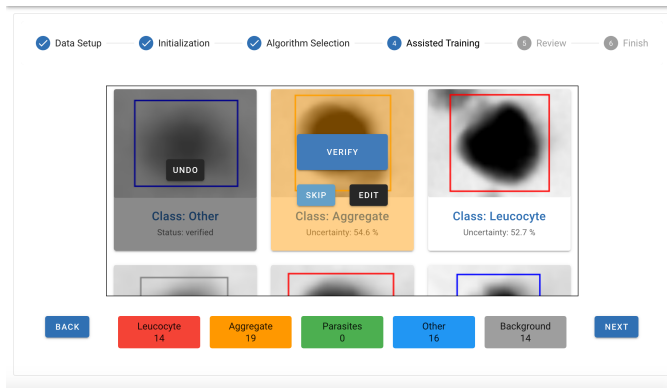 Data Setup
Initialization
Algorithm Selection
4 Assisted Training
5 Review
6 Finish
UNDO
Class: Other
Status: verified
VERIFY
SKIP
EDIT
Class: Aggregate
Uncertainty: 54.6 %
Class: Leucocyte
Uncertainty: 52.7 %
BACK
Leucocyte
14
Aggregate
19
Parasites
0
Other
16
Background
14
NEXT